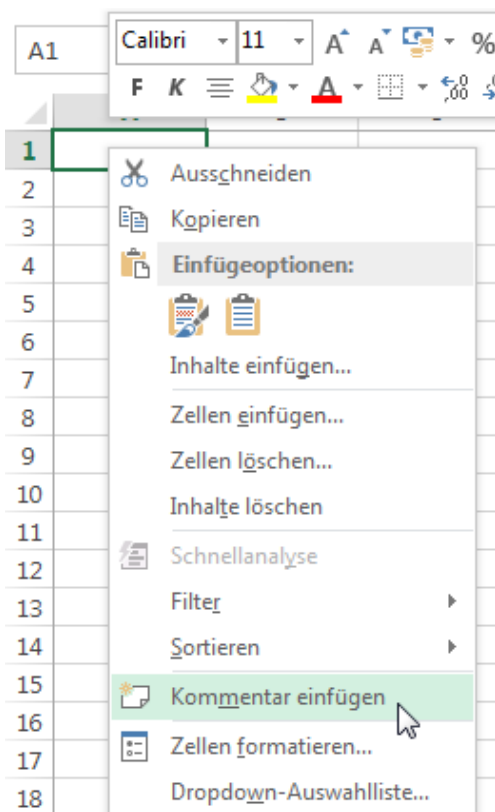 A1
Calibri 11 A A %
F K A ,00
1
2
3
4
5
6
7
8
9
10
11
12
13
14
15
16
17
18
Ausschneiden
Kopieren
Einfügeoptionen:
Inhalte einfügen...
Zellen einfügen...
Zellen löschen...
Inhalte löschen
Schnellanalyse
Filter
Sortieren
Kommentar einfügen
Zellen formatieren...
Dropdown-Auswahlliste...